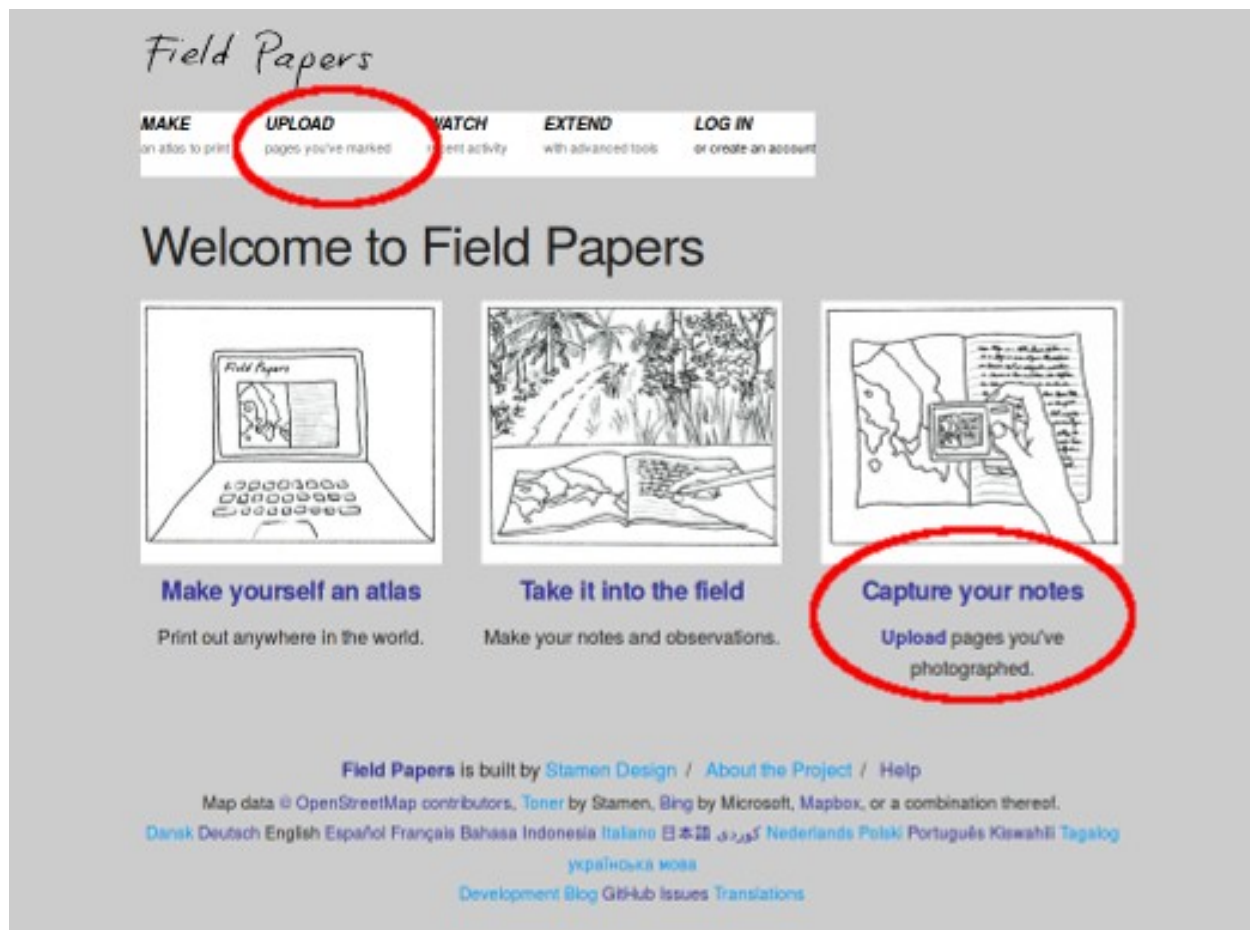 Field Papers
MAKE UPLOAD WATCH EXTEND LOG IN
an atlas to print pages you've marked recent activity with advanced tools or create an account
Welcome to Field Papers
Field Papers
Make yourself an atlas Take it into the field Capture your notes
Print out anywhere in the world. Make your notes and observations. Upload pages you've
photographed.
Field Papers is built by Stamen Design / About the Project / Help
Map data © OpenStreetMap contributors, Toner by Stamen, Bing by Microsoft, Mapbox, or a combination thereof.
Dansk Deutsch English Español Français Bahasa Indonesia Italiano 日本語 كوردی Nederlands Polski Português Kiswahili Tagalog
українська мова
Development Blog GitHub Issues Translations